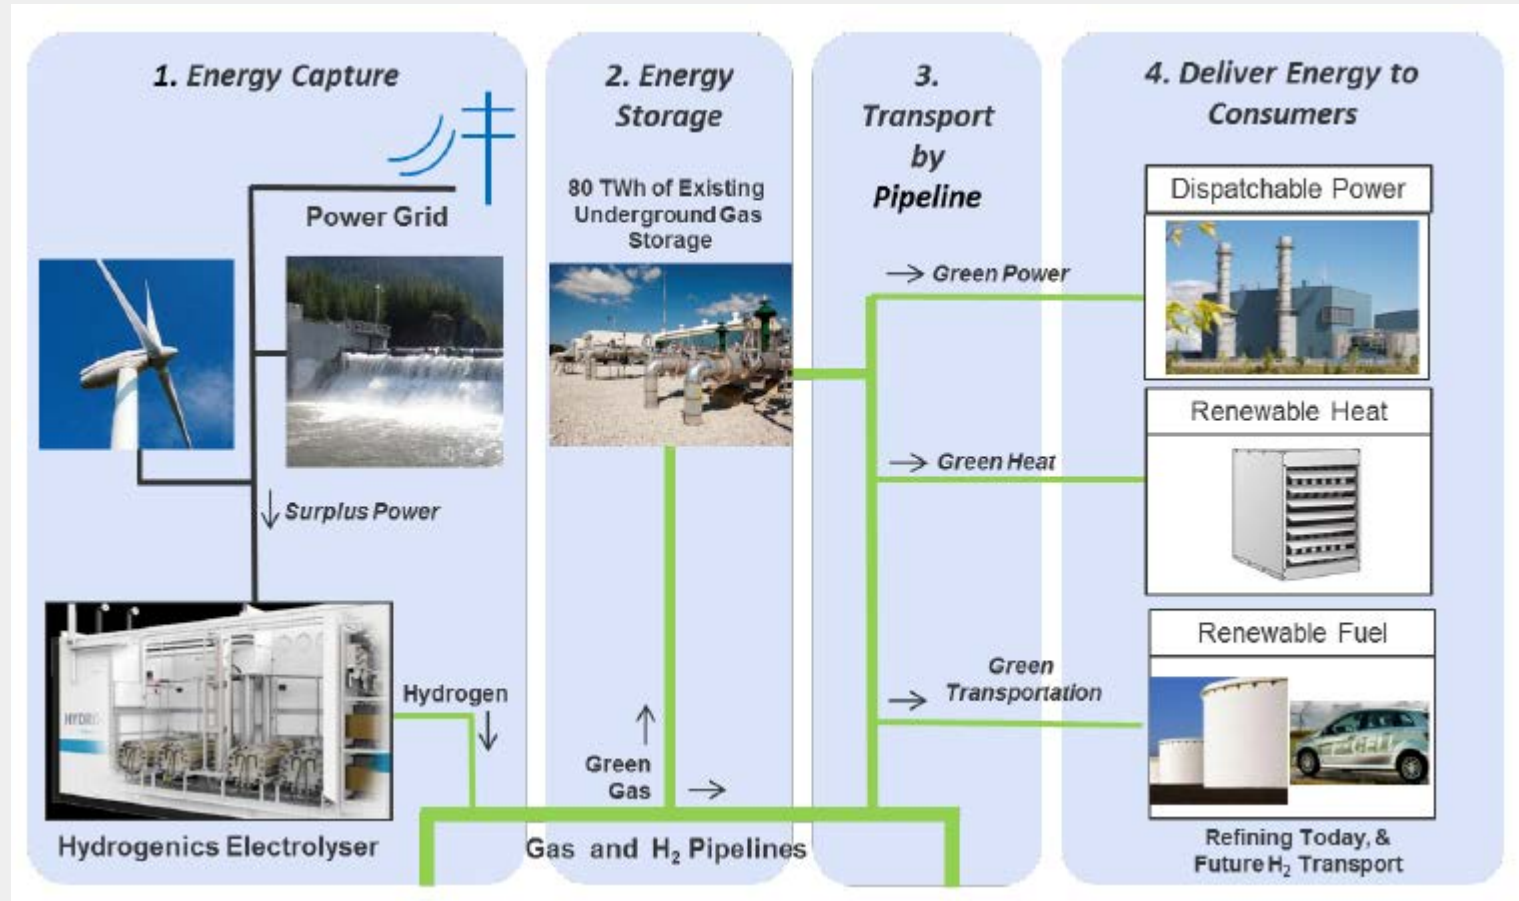 1. Energy Capture
Power Grid
Surplus Power
HYDR
Hydrogen
Hydrogenics Electrolyser
2. Energy
Storage
80 TWh of Existing
Underground Gas
Storage
Green
Gas
Gas and H₂ Pipelines
3.
Transport
by
Pipeline
Green Power
Green Heat
Green
Transportation
4. Deliver Energy to
Consumers
Dispatchable Power
Renewable Heat
Renewable Fuel
CELL
Refining Today, &
Future H₂ Transport